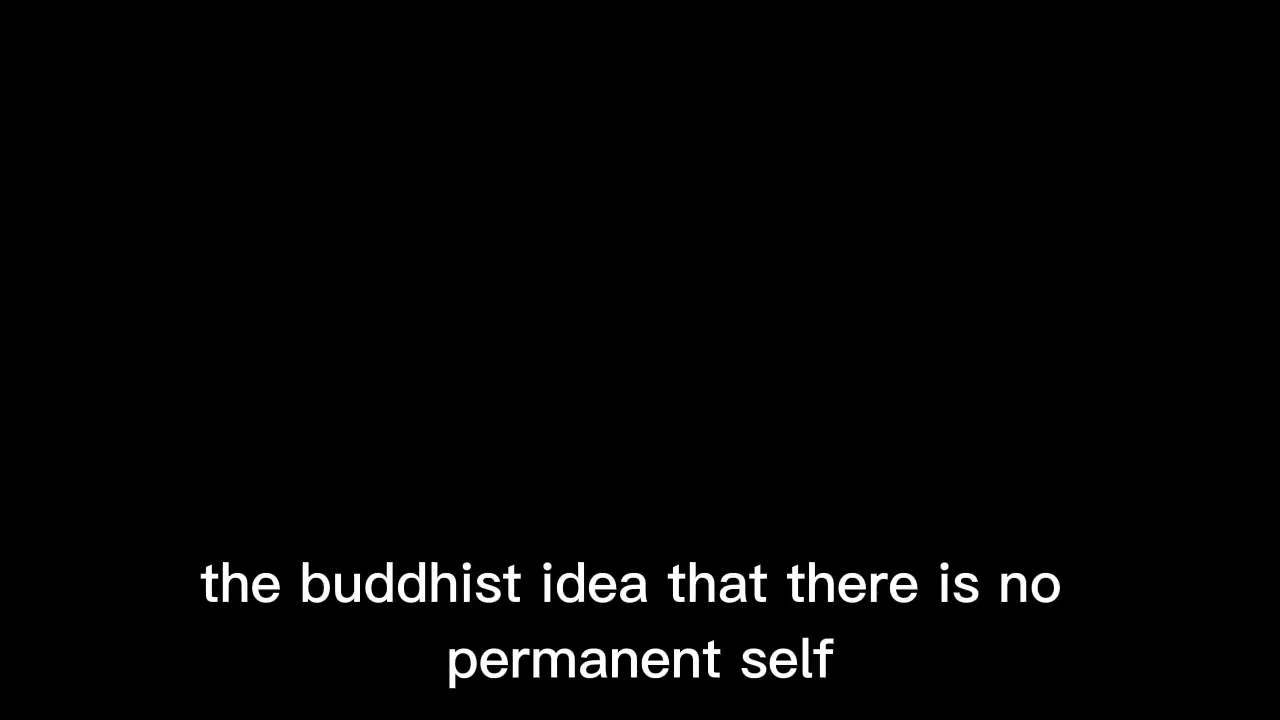 the buddhist idea that there is no
permanent self